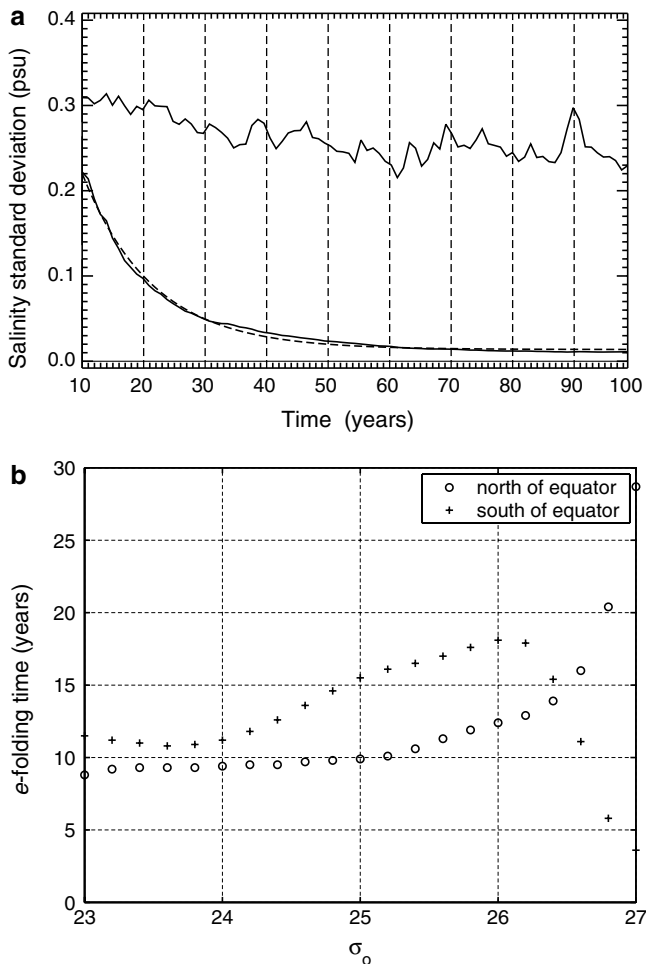 a
Salinity standard deviation (psu)
0.4
0.3
0.2
0.1
0.0
10 20 30 40 50 60 70 80 90 100
Time (years)
b
e-folding time (years)
30
25
20
15
10
5
0
north of equator
south of equator
23 24 25 26 27
σo